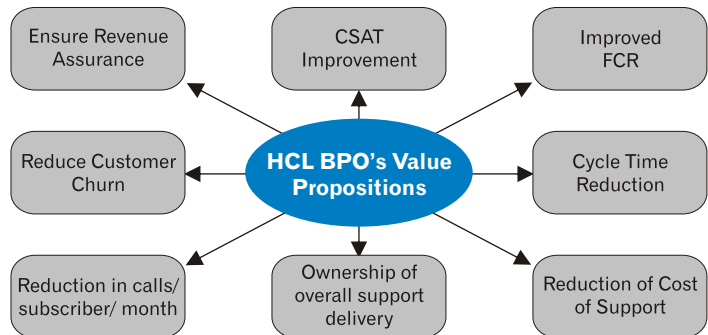 Ensure Revenue
Assurance
CSAT
Improvement
Improved
FCR
Reduce Customer
Churn
HCL BPO's Value
Propositions
Cycle Time
Reduction
Reduction in calls/
subscriber/ month
Ownership of
overall support
delivery
Reduction of Cost
of Support